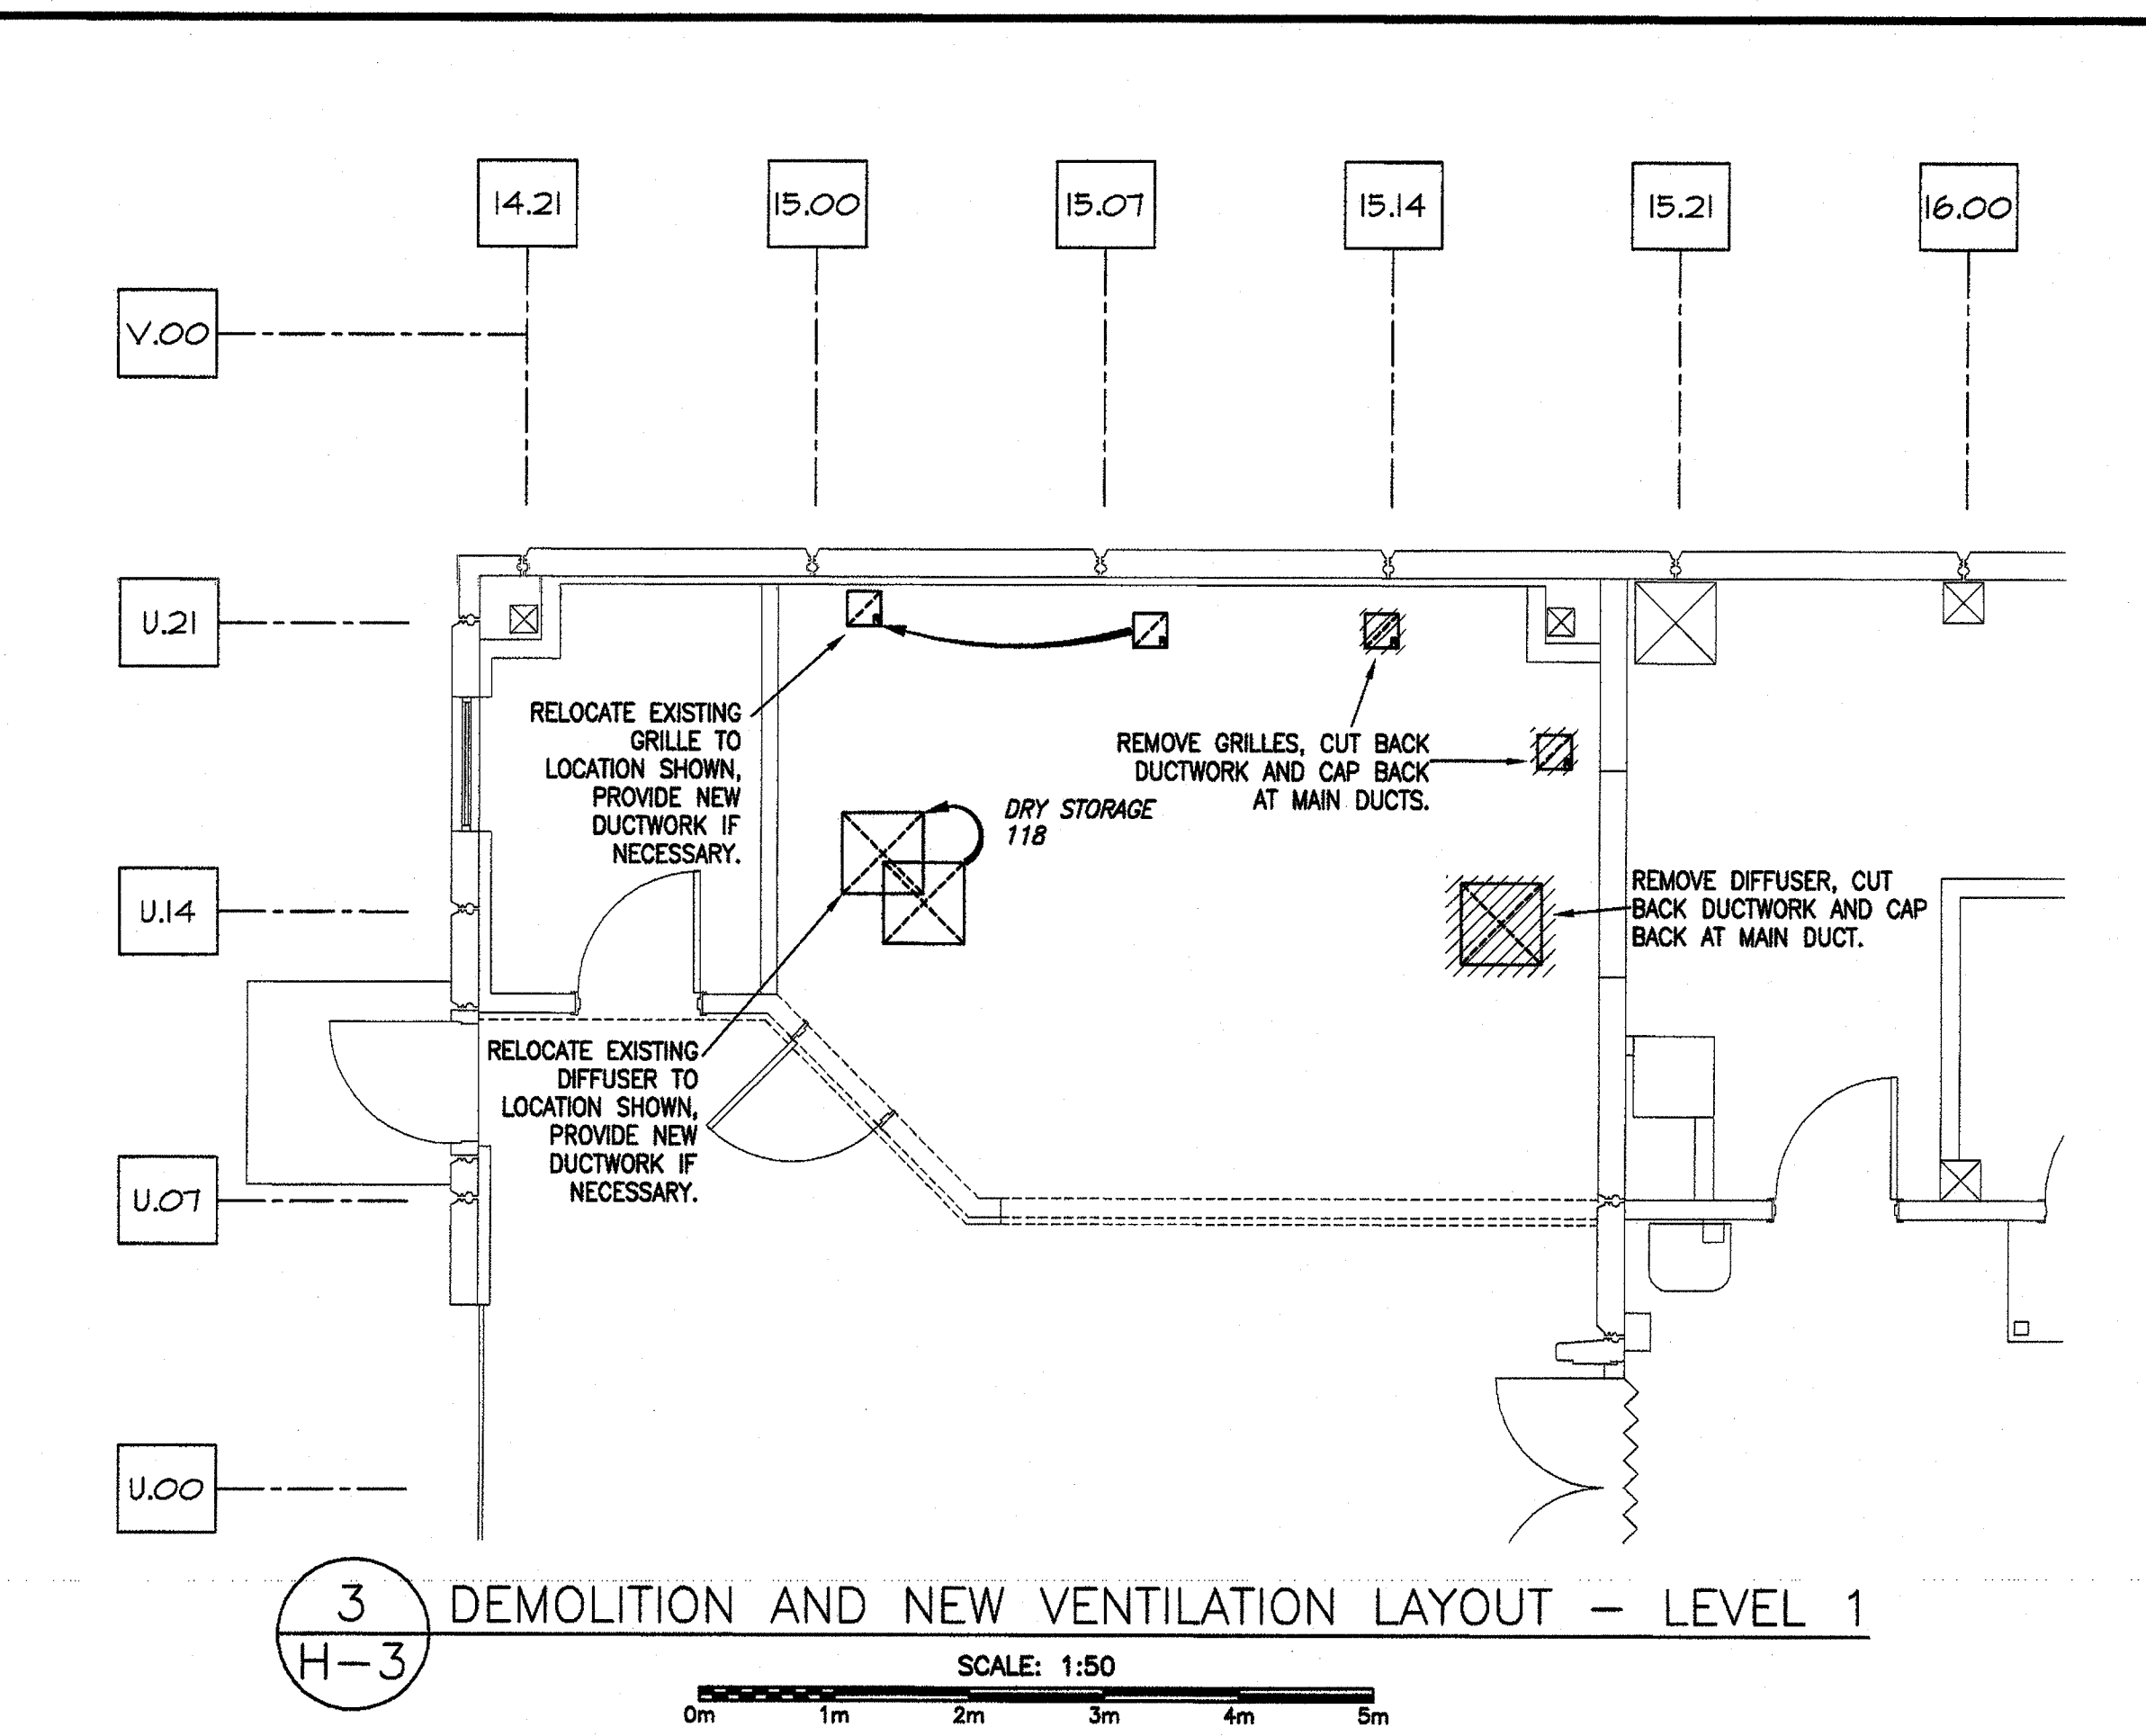 14.21
15.00
15.07
15.14
15.21
16.00
V.00
U.21
U.14
U.07
U.00
RELOCATE EXISTING
GRILLE TO
LOCATION SHOWN,
PROVIDE NEW
DUCTWORK IF
NECESSARY.
REMOVE GRILLES, CUT BACK
DUCTWORK AND CAP BACK
AT MAIN DUCTS.
DRY STORAGE
118
REMOVE DIFFUSER, CUT
BACK DUCTWORK AND CAP
BACK AT MAIN DUCT.
RELOCATE EXISTING
DIFFUSER TO
LOCATION SHOWN,
PROVIDE NEW
DUCTWORK IF
NECESSARY.
3
H-3
DEMOLITION AND NEW VENTILATION LAYOUT - LEVEL 1
SCALE: 1:50
0m 1m 2m 3m 4m 5m